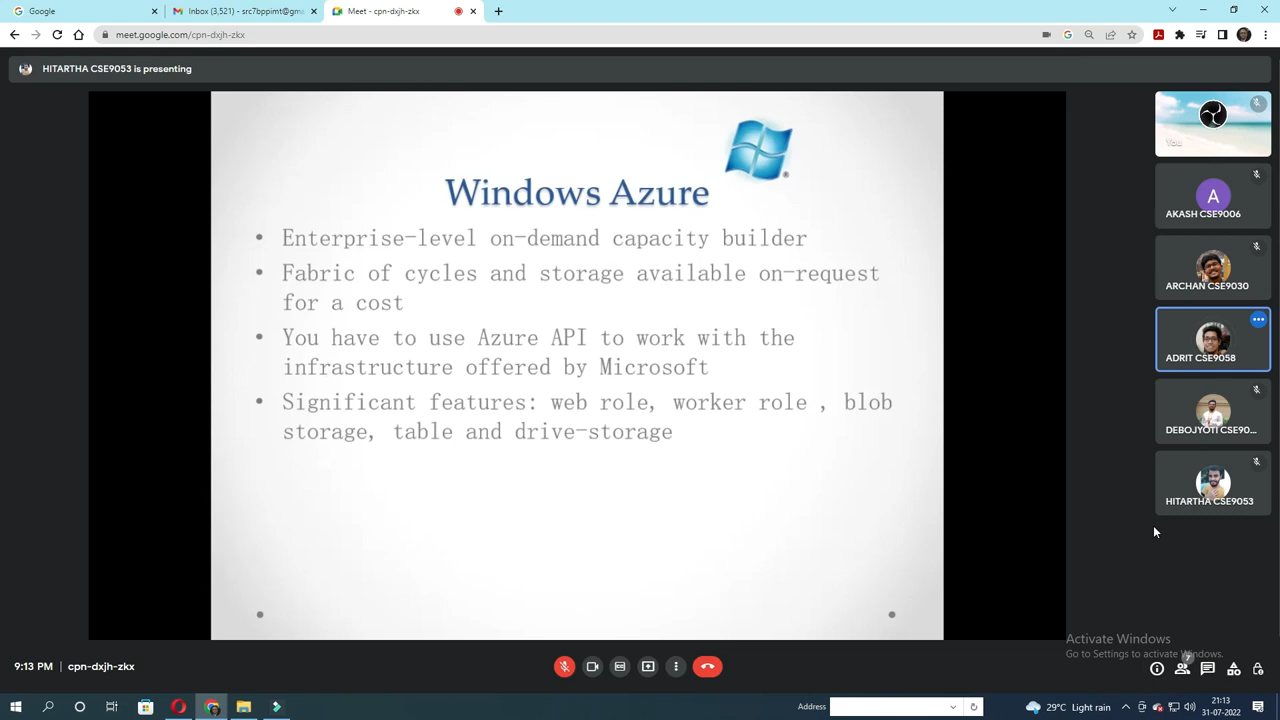 Google
Inbox (3,521) - src7bppimt@gm
Meet - cpn-dxjh-zkx
meet.google.com/cpn-dxjh-zkx
HITARTHA CSE9053 is presenting
Windows Azure
• Enterprise-level on-demand capacity builder
• Fabric of cycles and storage available on-request
for a cost
• You have to use Azure API to work with the
infrastructure offered by Microsoft
• Significant features: web role, worker role , blob
storage, table and drive-storage
You
A
AKASH CSE9006
ARCHAN CSE9030
ADRIT CSE9058
DEBOJYOTI CSE90...
HITARTHA CSE9053
Activate Windows
Go to Settings to activate Windows.
9:13 PM | cpn-dxjh-zkx
7
Address
29°C Light rain
21:13
31-07-2022